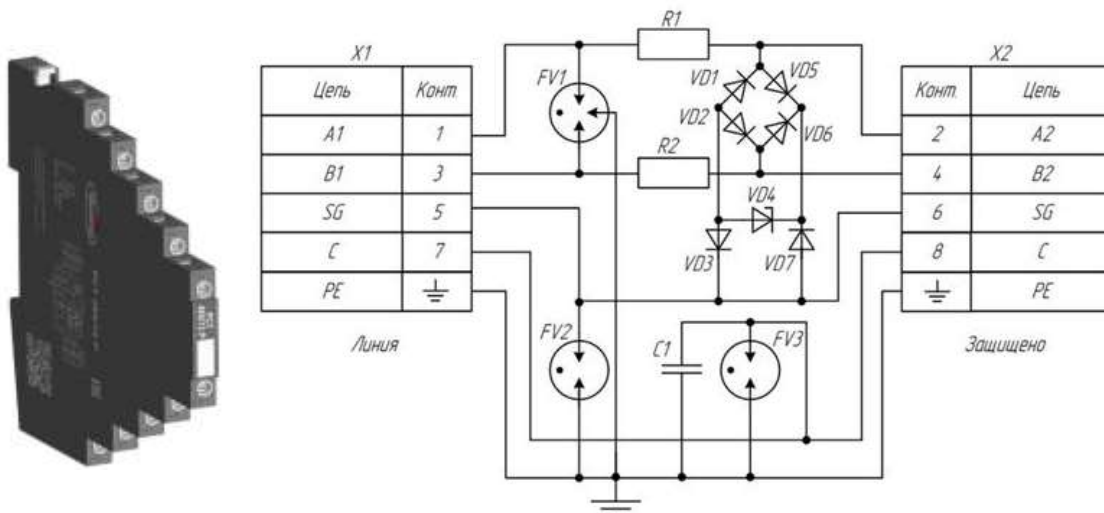 X1
Цепь Конт.
A1 1
B1 3
SG 5
C 7
PE
Линия
R1
FV1
VD1
VD5
VD2
VD6
R2
VD4
VD3
VD7
FV2
C1
FV3
X2
Конт. Цепь
2 A2
4 B2
6 SG
8 C
PE
Защищено